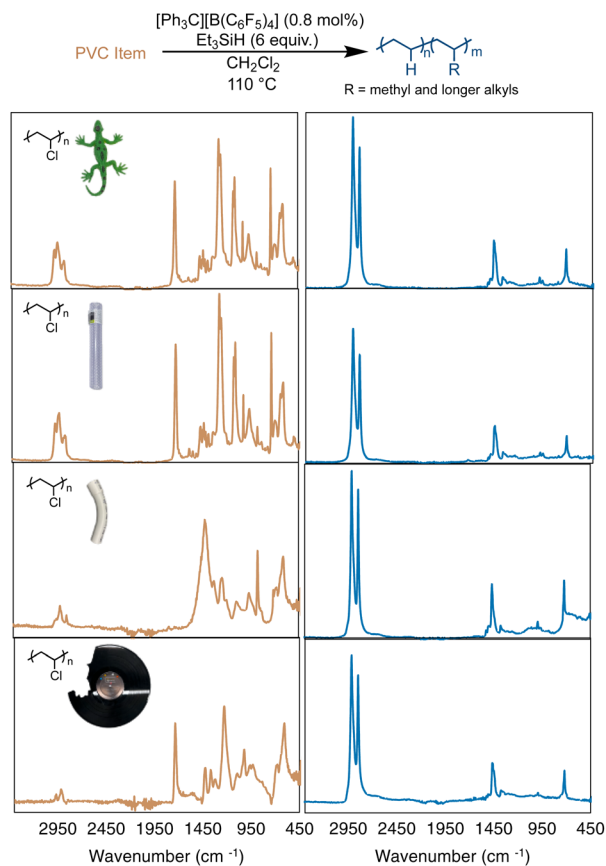 [Ph3C][B(C6F5)4] (0.8 mol%)
PVC Item
Et3SiH (6 equiv.)
CH2Cl2
110 °C
n
m
H
R
R = methyl and longer alkyls
n
Cl
n
Cl
n
Cl
n
Cl
2950 2450 1950 1450 950 450
2950 2450 1950 1450 950 450
Wavenumber (cm -1)
Wavenumber (cm -1)